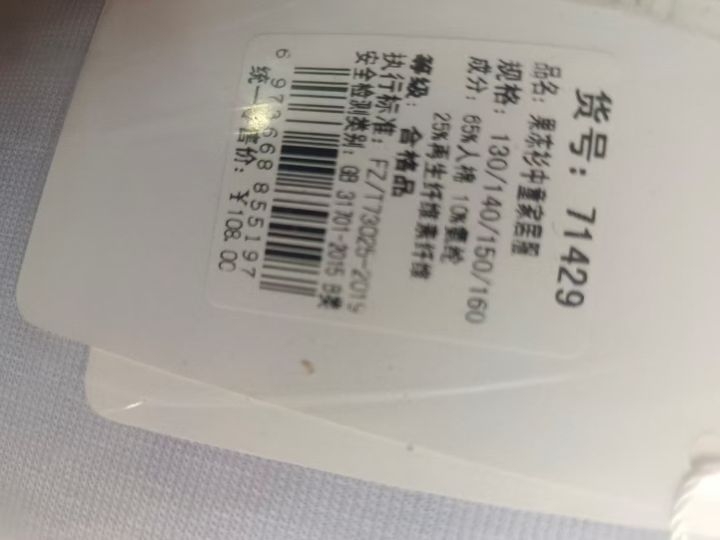 货号: 71429
品名: 果冻衫中童家居服
规格: 130/140/150/160
成分: 65%人棉 10%氨纶
25%再生纤维素纤维
等级: 合格品
执行标准: FZ/T73025-2019
安全检测类别: GB 31701-2015 B类
6 973668 855197
统一零售价: ¥108.00